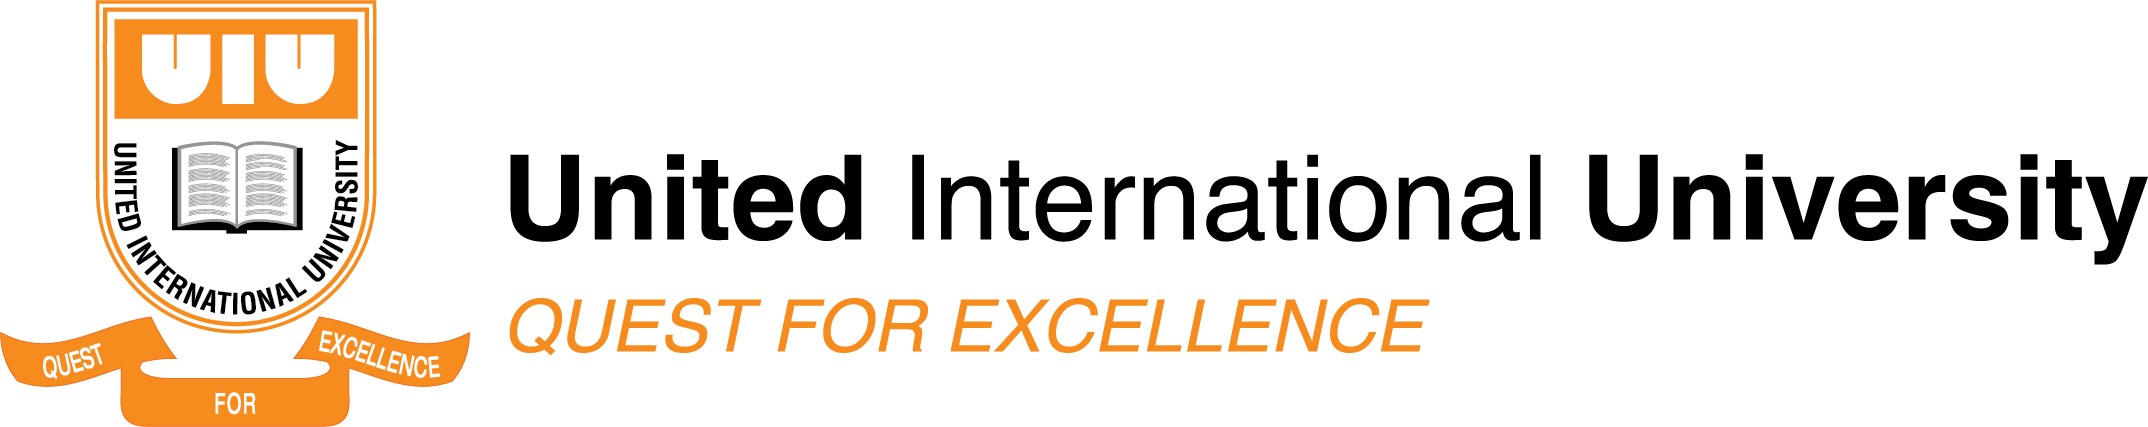 UIU
UNITED INTERNATIONAL UNIVERSITY
QUEST
FOR
EXCELLENCE
United International University
QUEST FOR EXCELLENCE